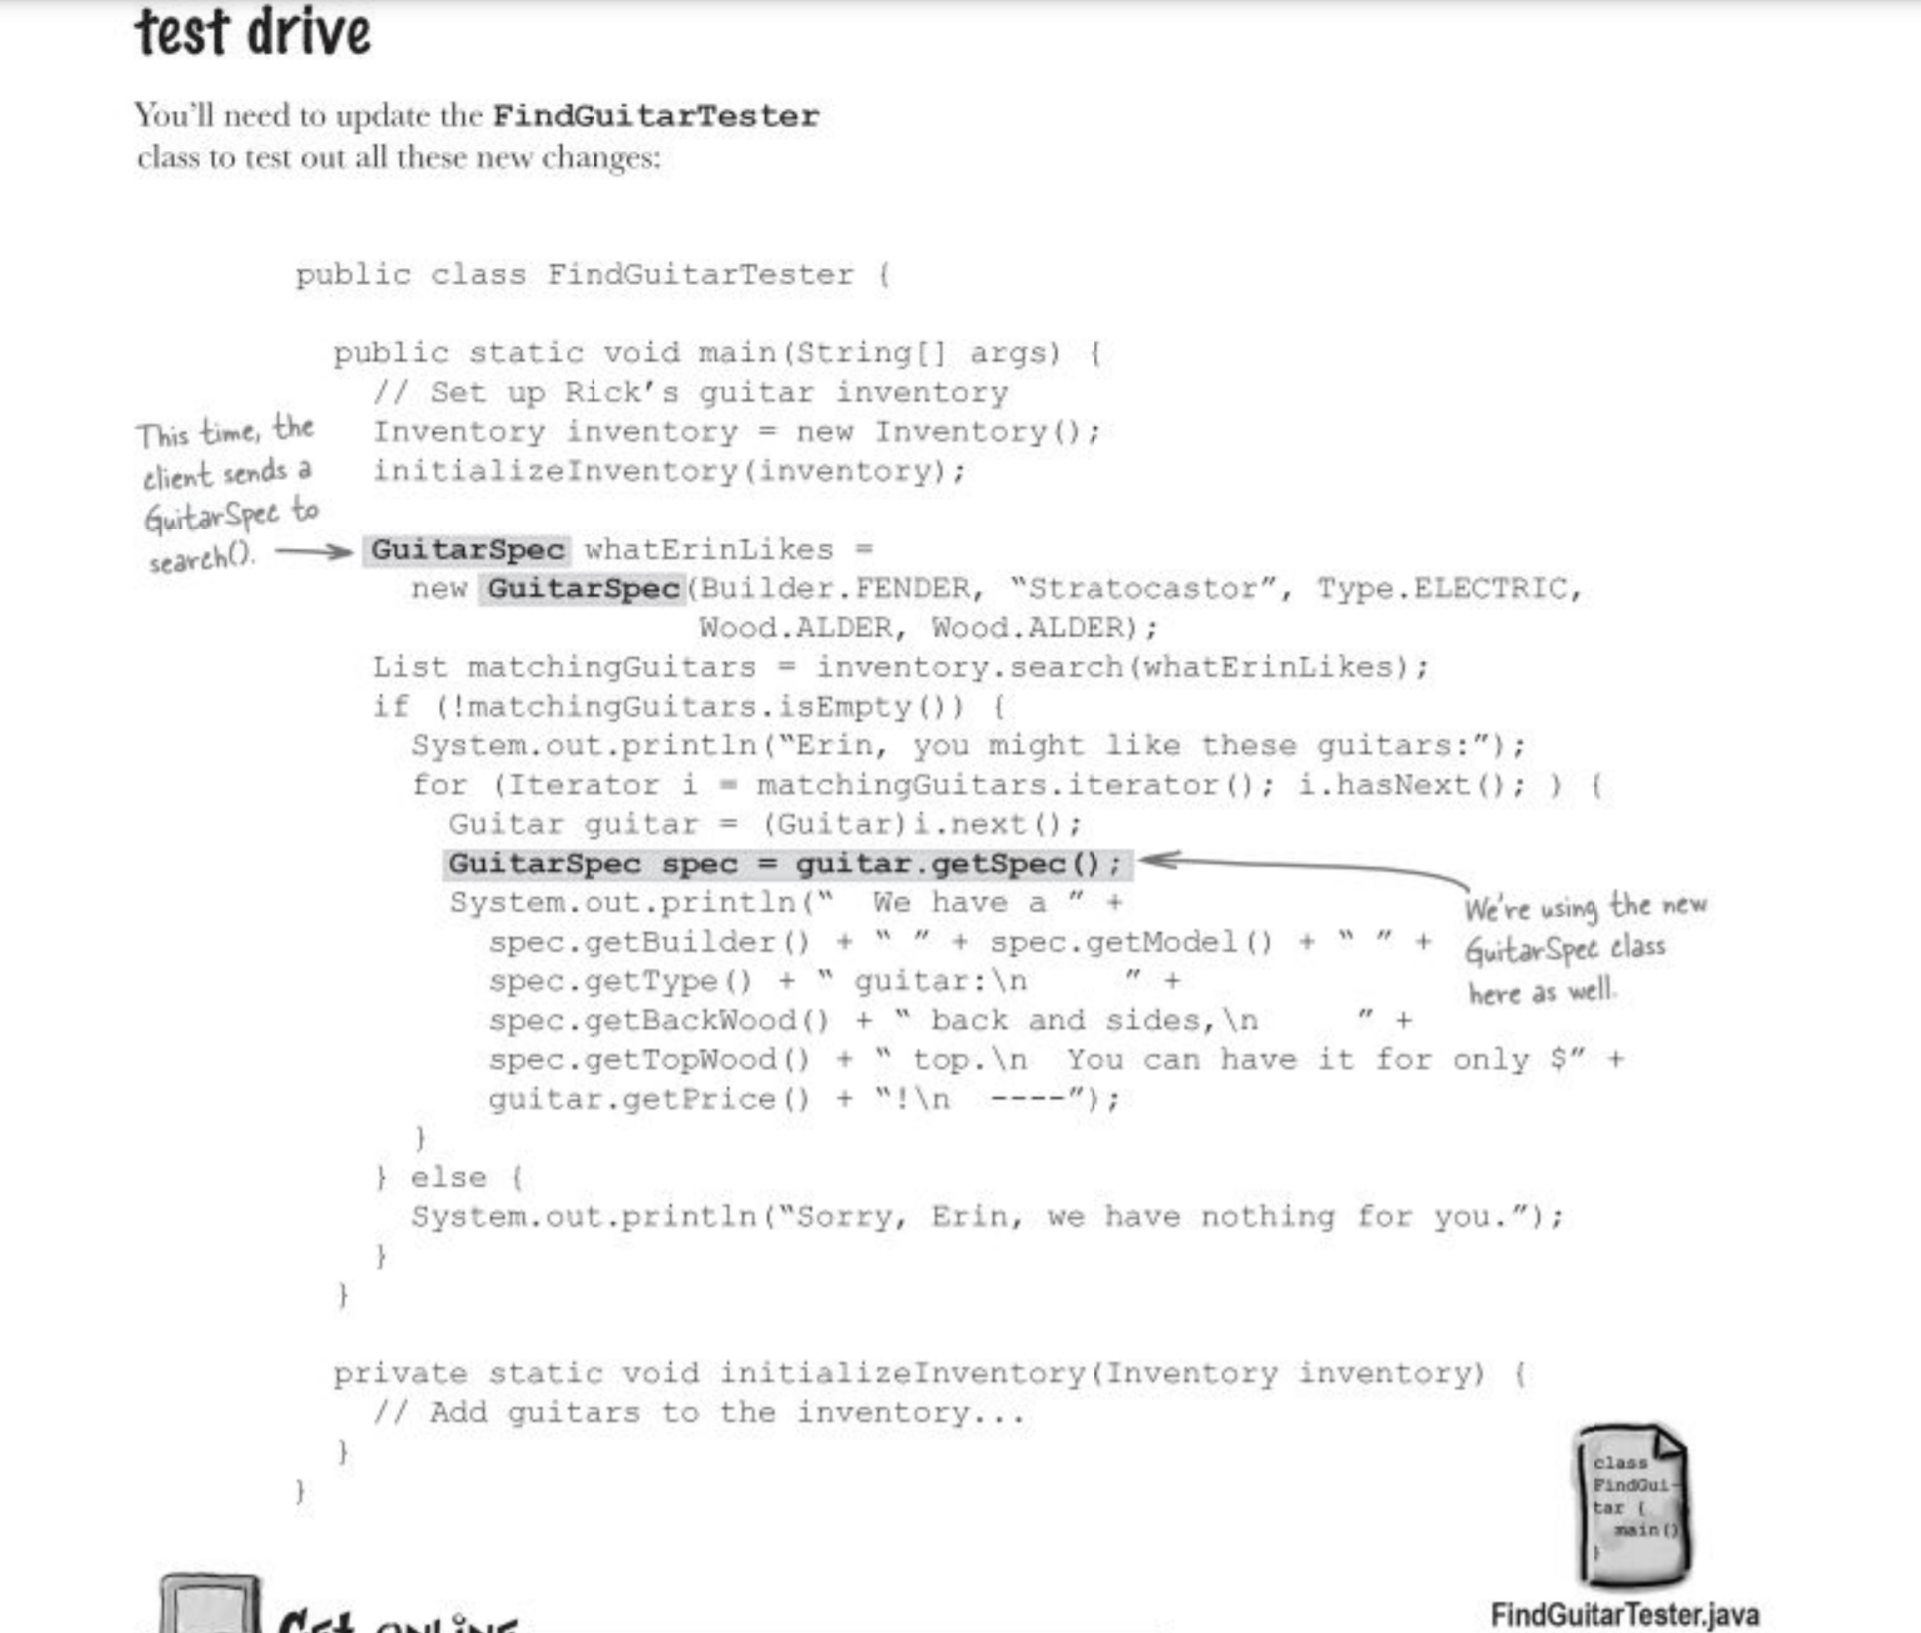 test drive
You'll need to update the FindGuitarTester
class to test out all these new changes:
public class FindGuitarTester {
public static void main(String[] args) {
// Set up Rick's guitar inventory
Inventory inventory = new Inventory();
initializeInventory(inventory);
This time, the
client sends a
GuitarSpec to
search().
GuitarSpec whatErinLikes =
new GuitarSpec(Builder.FENDER, "Stratocastor", Type.ELECTRIC,
Wood.ALDER, Wood.ALDER);
List matchingGuitars = inventory.search(whatErinLikes);
if (!matchingGuitars.isEmpty()) {
System.out.println("Erin, you might like these guitars:");
for (Iterator i = matchingGuitars.iterator(); i.hasNext(); ) {
Guitar guitar = (Guitar)i.next();
GuitarSpec spec = guitar.getSpec();
System.out.println("  We have a " +
spec.getBuilder() + " " + spec.getModel() + " " +
spec.getType() + " guitar:\n     " +
spec.getBackWood() + " back and sides,\n     " +
spec.getTopWood() + " top.\n  You can have it for only $" +
guitar.getPrice() + "!\n  ----");
We're using the new
GuitarSpec class
here as well.
}
} else {
System.out.println("Sorry, Erin, we have nothing for you.");
}
}
private static void initializeInventory(Inventory inventory) {
// Add guitars to the inventory...
}
}
class
FindGui-
tar {
main()
}
FindGuitarTester.java
Get online